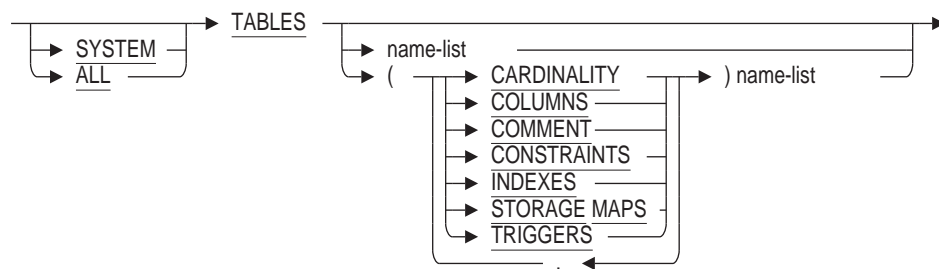 TABLES
SYSTEM
name-list
ALL
( CARDINALITY ) name-list
COLUMNS
COMMENT
CONSTRAINTS
INDEXES
STORAGE MAPS
TRIGGERS
,